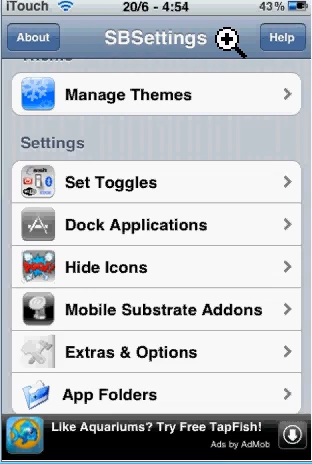 iTouch 20/6 - 4:54 43%
About SBSettings Help
Theme
Manage Themes
Settings
Set Toggles
Dock Applications
Hide Icons
Mobile Substrate Addons
Extras & Options
App Folders
Like Aquariums? Try Free TapFish!
Ads by AdMob